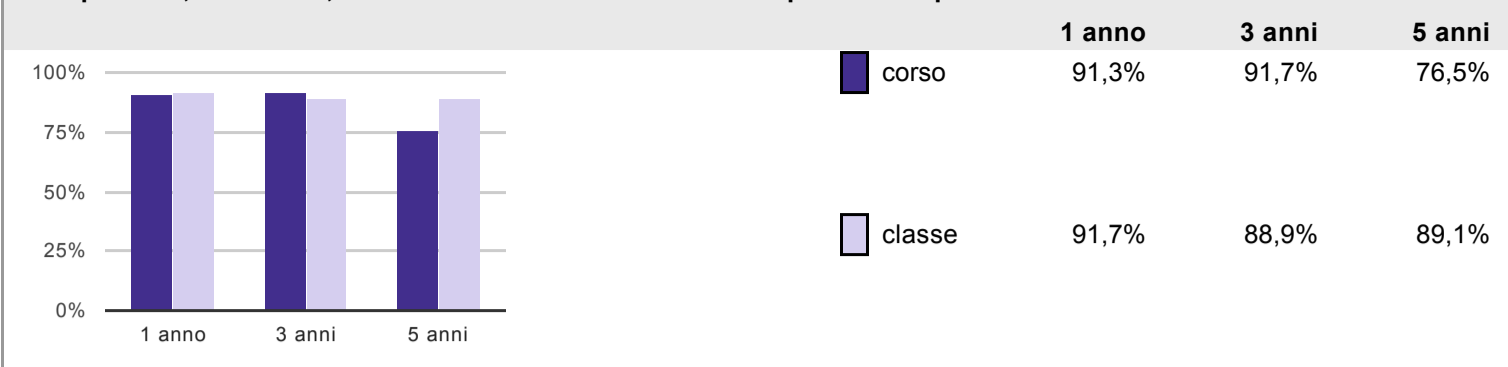 1 anno 3 anni 5 anni
100%
75%
50%
25%
0%
1 anno 3 anni 5 anni
corso 91,3% 91,7% 76,5%
classe 91,7% 88,9% 89,1%